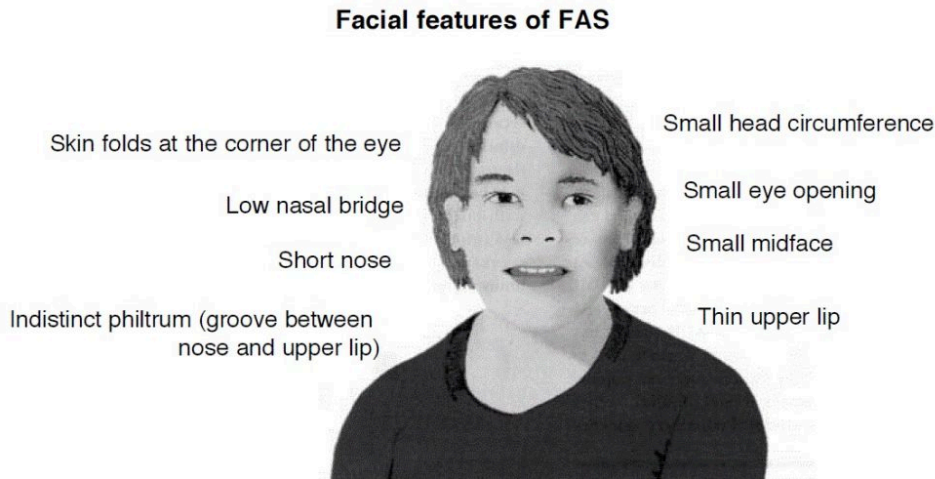 Facial features of FAS
Skin folds at the corner of the eye
Low nasal bridge
Short nose
Indistinct philtrum (groove between
nose and upper lip)
Small head circumference
Small eye opening
Small midface
Thin upper lip